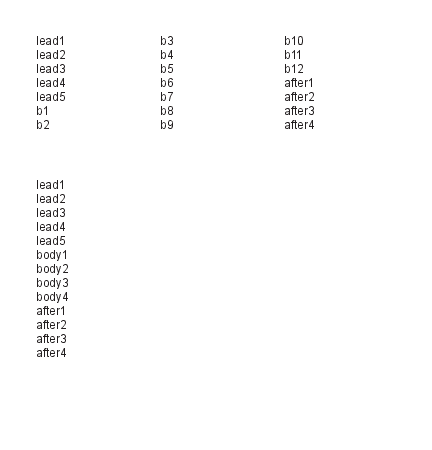 lead1
lead2
lead3
lead4
lead5
b1
b2
b3
b4
b5
b6
b7
b8
b9
b10
b11
b12
after1
after2
after3
after4
lead1
lead2
lead3
lead4
lead5
body1
body2
body3
body4
after1
after2
after3
after4